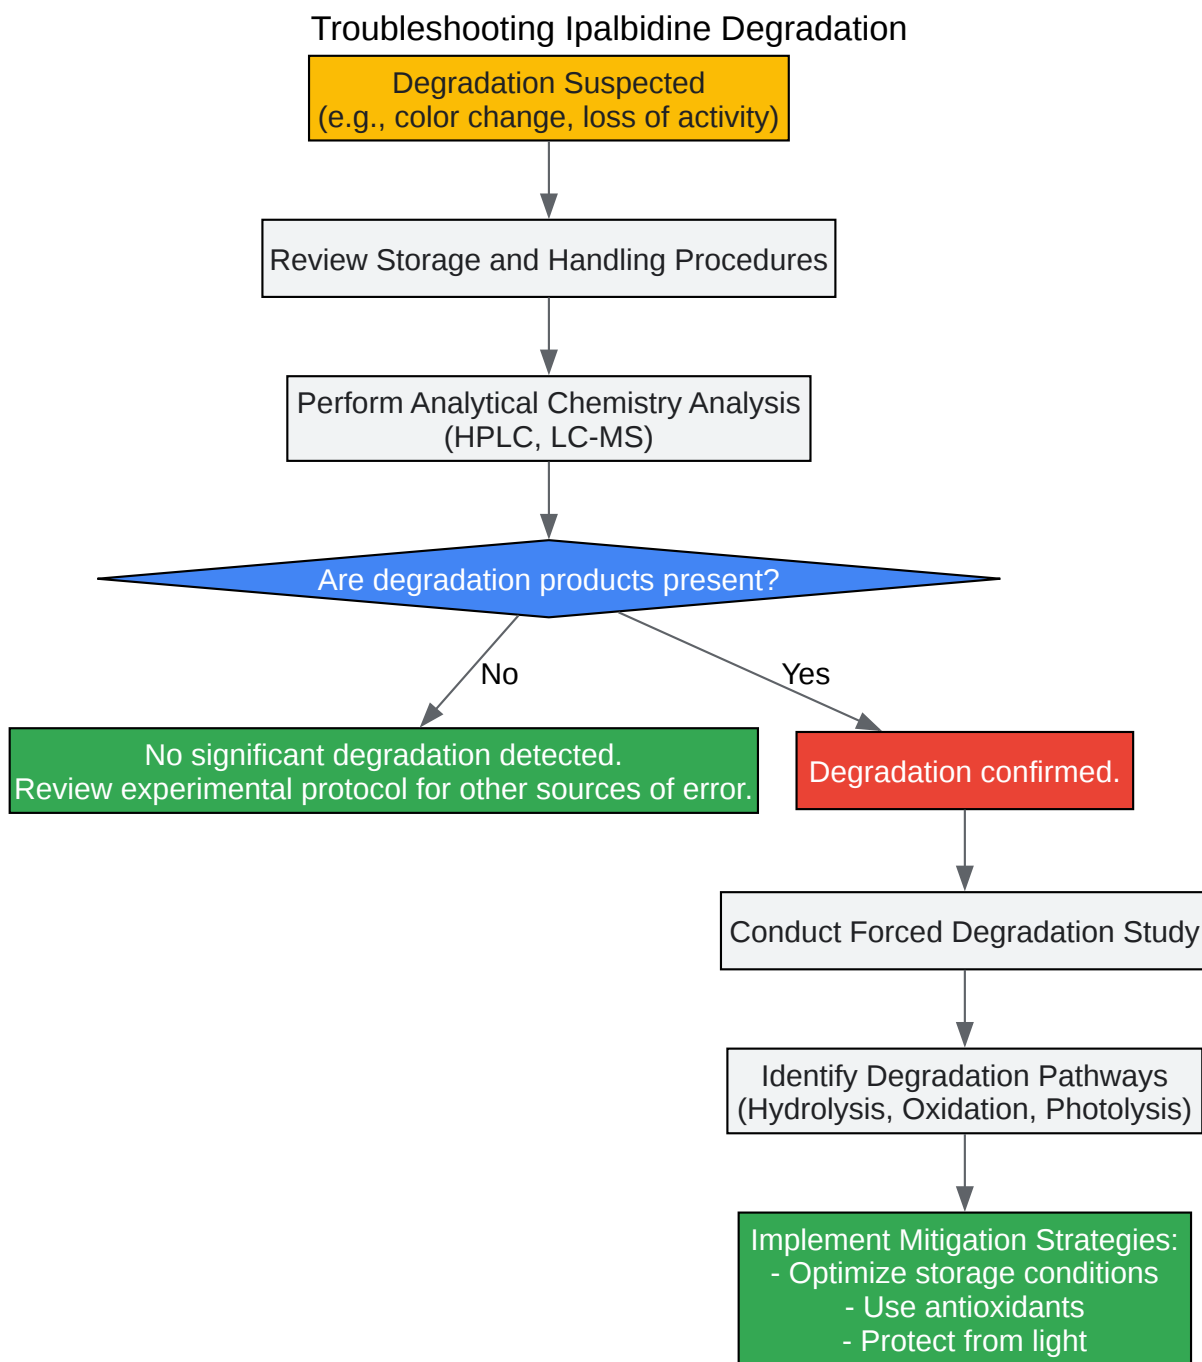 Troubleshooting Ipalbidine Degradation
Degradation Suspected
(e.g., color change, loss of activity)
Review Storage and Handling Procedures
Perform Analytical Chemistry Analysis
(HPLC, LC-MS)
Are degradation products present?
No
Yes
No significant degradation detected.
Review experimental protocol for other sources of error.
Degradation confirmed.
Conduct Forced Degradation Study
Identify Degradation Pathways
(Hydrolysis, Oxidation, Photolysis)
Implement Mitigation Strategies:
- Optimize storage conditions
- Use antioxidants
- Protect from light